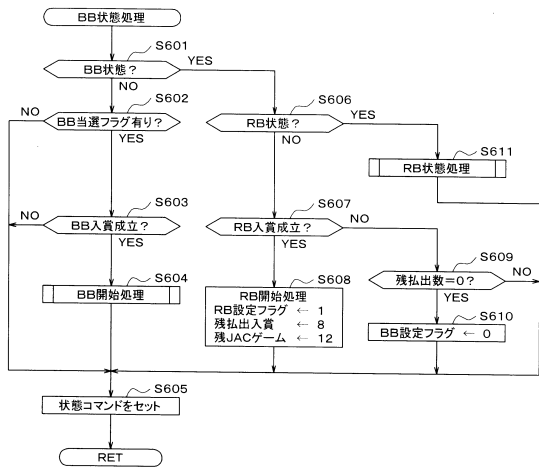 BB状態処理
S601
BB状態?
YES
NO
S602
NO
BB当選フラグ有り?
YES
S606
RB状態?
YES
NO
S611
RB状態処理
S603
NO
BB入賞成立?
YES
S607
RB入賞成立?
NO
YES
S609
残払出数=0?
NO
YES
S604
BB開始処理
S608
RB開始処理
RB設定フラグ ← 1
残払出入賞 ← 8
残JACゲーム ← 12
S610
BB設定フラグ ← 0
S605
状態コマンドをセット
RET